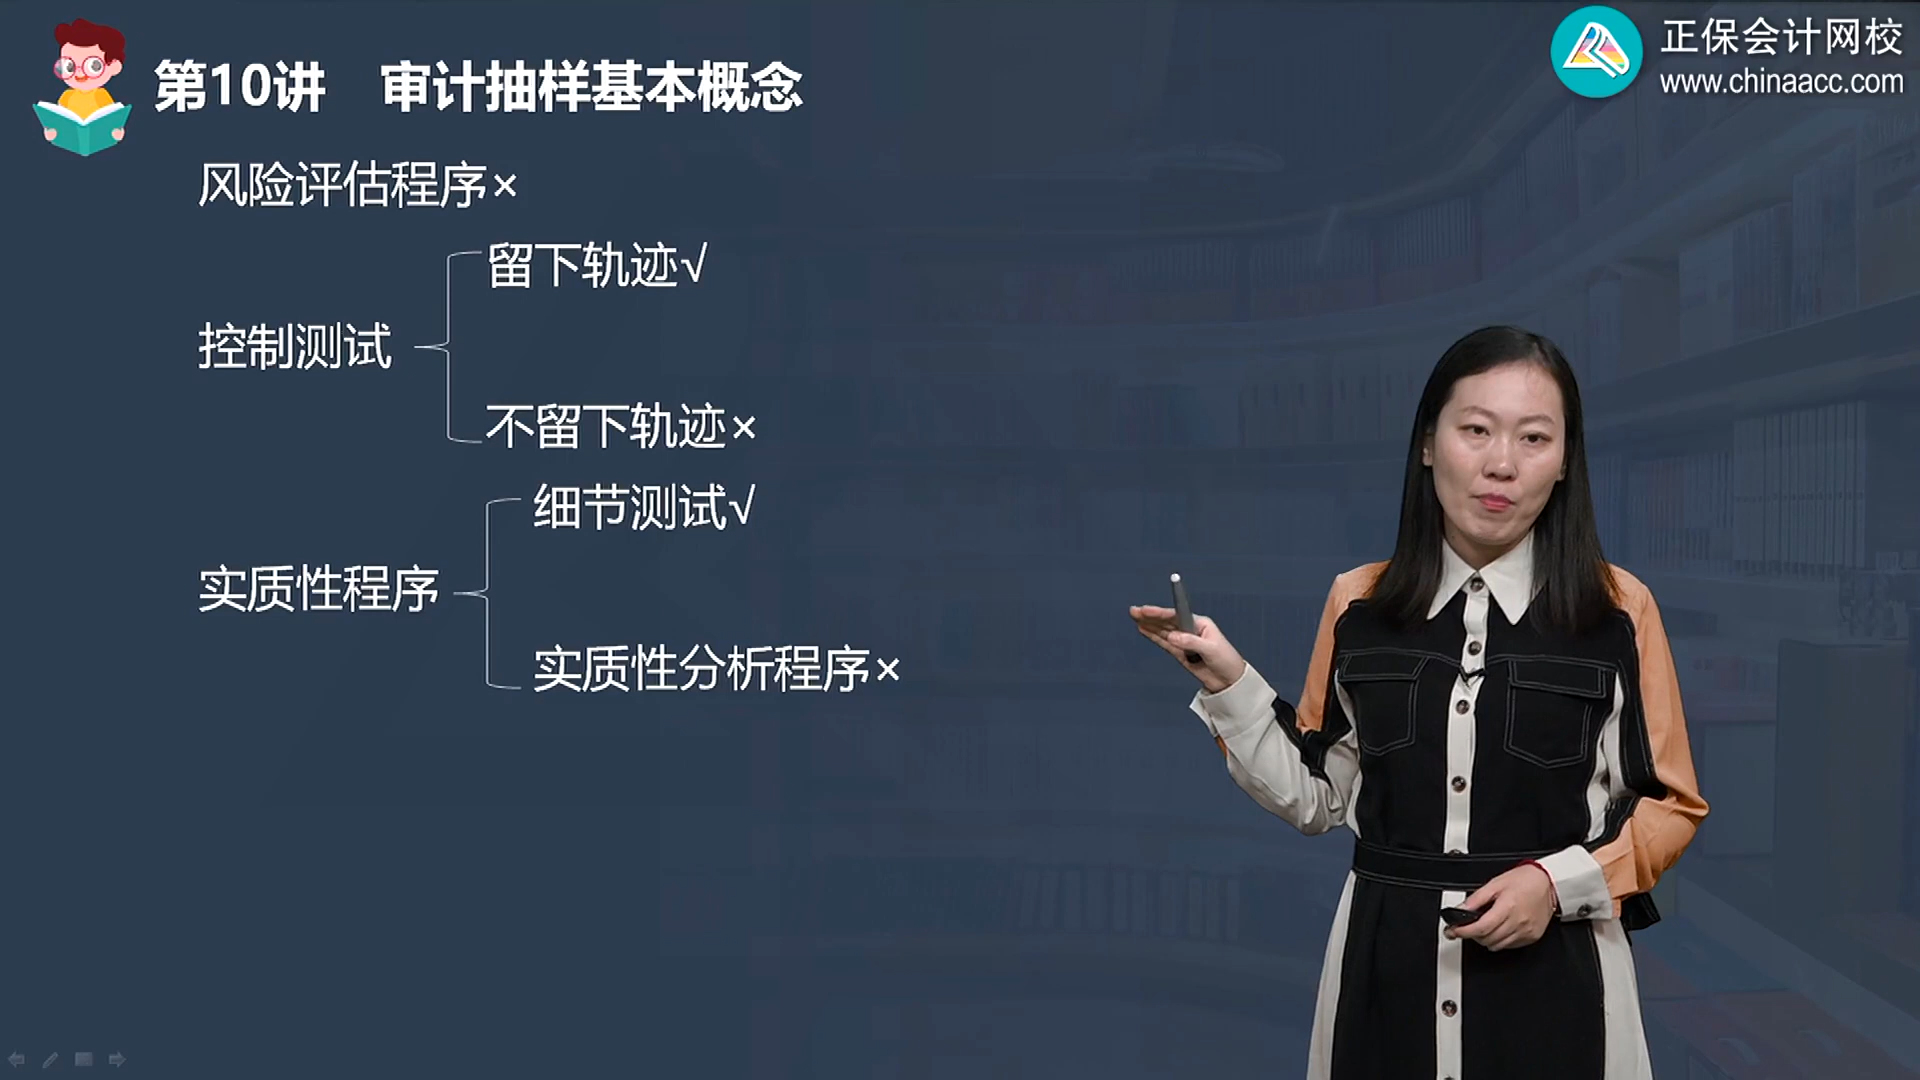 第10讲 审计抽样基本概念
正保会计网校
www.chinaacc.com
风险评估程序×
留下轨迹√
控制测试
不留下轨迹×
细节测试√
实质性程序
实质性分析程序×